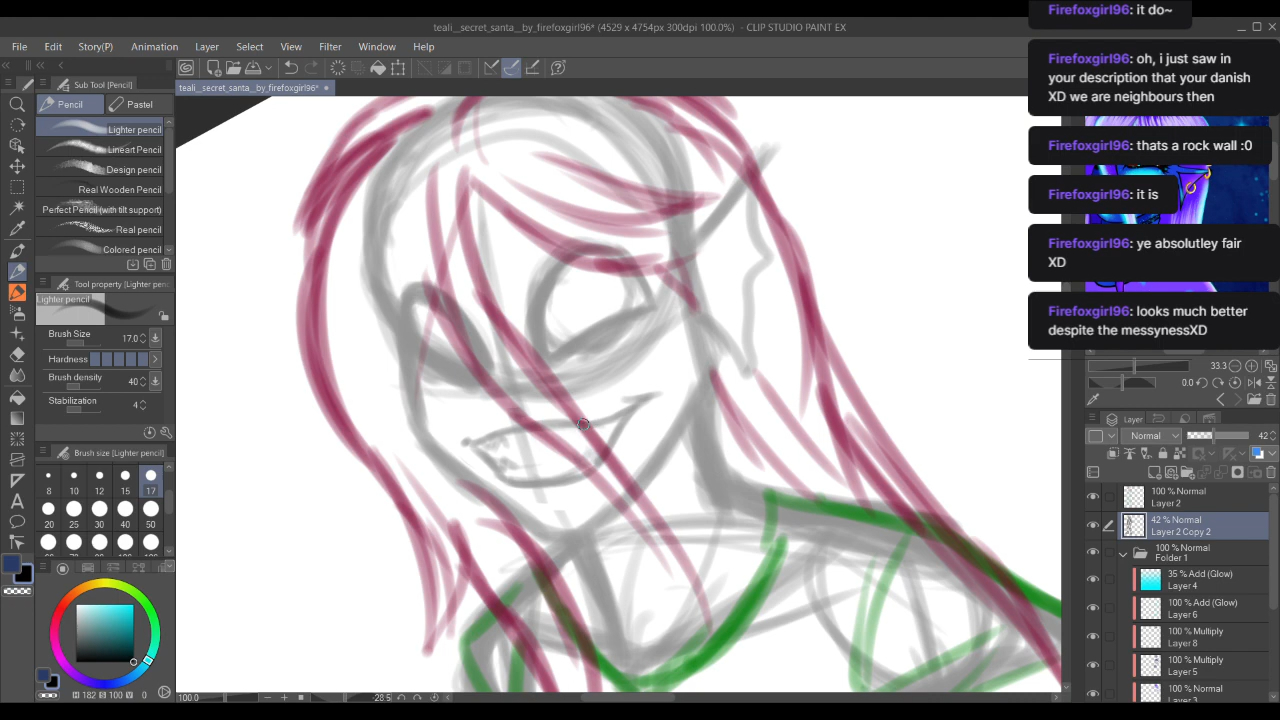 Firefoxgirl96: it do~
teali_secret_santa_by_firefoxgirl96* (4529 x 4754px 300dpi 100.0%) - CLIP STUDIO PAINT EX
File Edit Story(P) Animation Layer Select View Filter Window Help
Firefoxgirl96: oh, i just saw in
your description that your danish
XD we are neighbours then
Firefoxgirl96: thats a rock wall :0
Firefoxgirl96: it is
Firefoxgirl96: ye absolutley fair
XD
Firefoxgirl96: looks much better
despite the messynessXD
Sub Tool [Pencil]
teali_secret_santa_by_firefoxgirl96*
Pencil Pastel
Lighter pencil
Lineart Pencil
Design pencil
Real Wooden Pencil
Perfect Pencil (with tilt support)
Real pencil
Colored pencil
Tool property [Lighter penc
Lighter pencil
Brush Size 17.0
Hardness
Brush density 40
Stabilization 4
Brush size [Lighter pencil]
8 10 12 15 17
20 25 30 40 50
182 S 100 V 0
100.0 -28.5
33.3
0.0
Layer
Normal 42
100 % Normal
Layer 2
42 % Normal
Layer 2 Copy 2
100 % Normal
Folder 1
35 % Add (Glow)
Layer 4
100 % Add (Glow)
Layer 6
100 % Multiply
Layer 8
100 % Multiply
Layer 5
100 % Normal
Layer 3